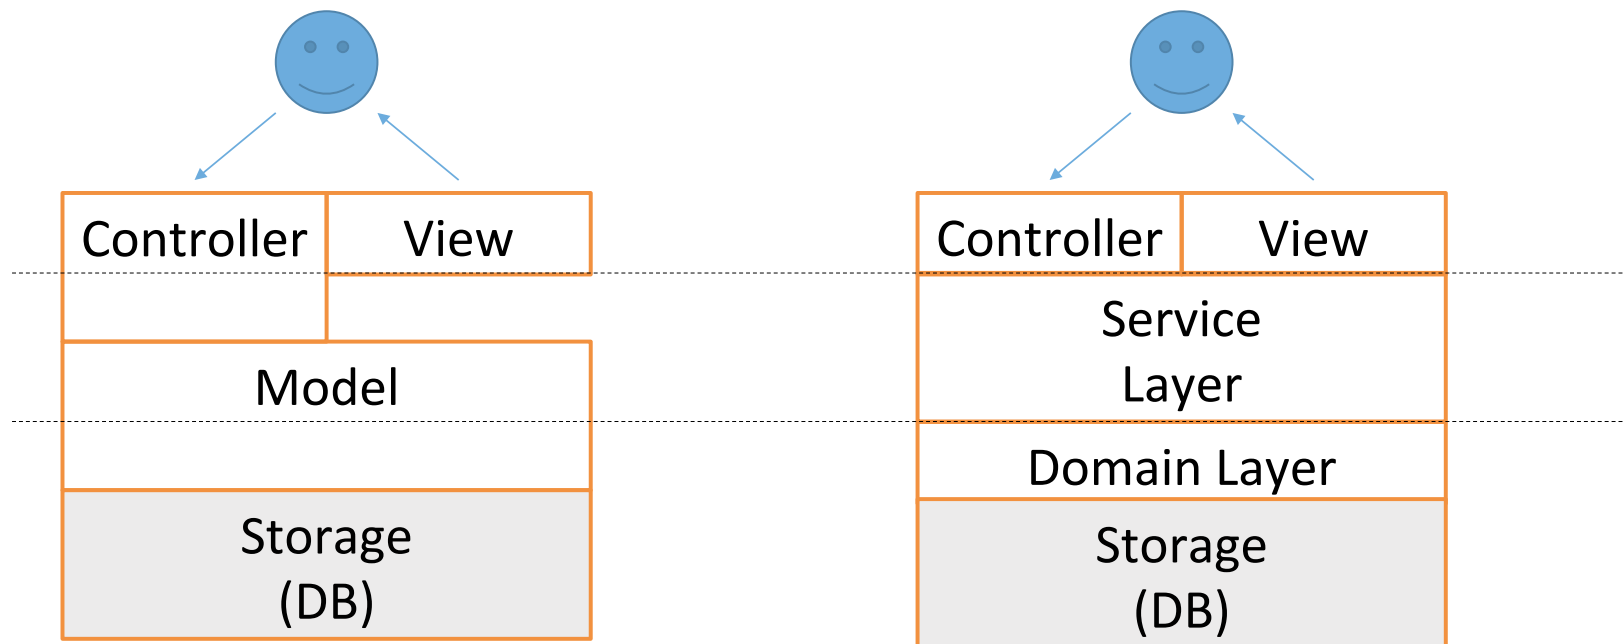 Controller
View
Model
Storage
(DB)
Controller
View
Service
Layer
Domain Layer
Storage
(DB)